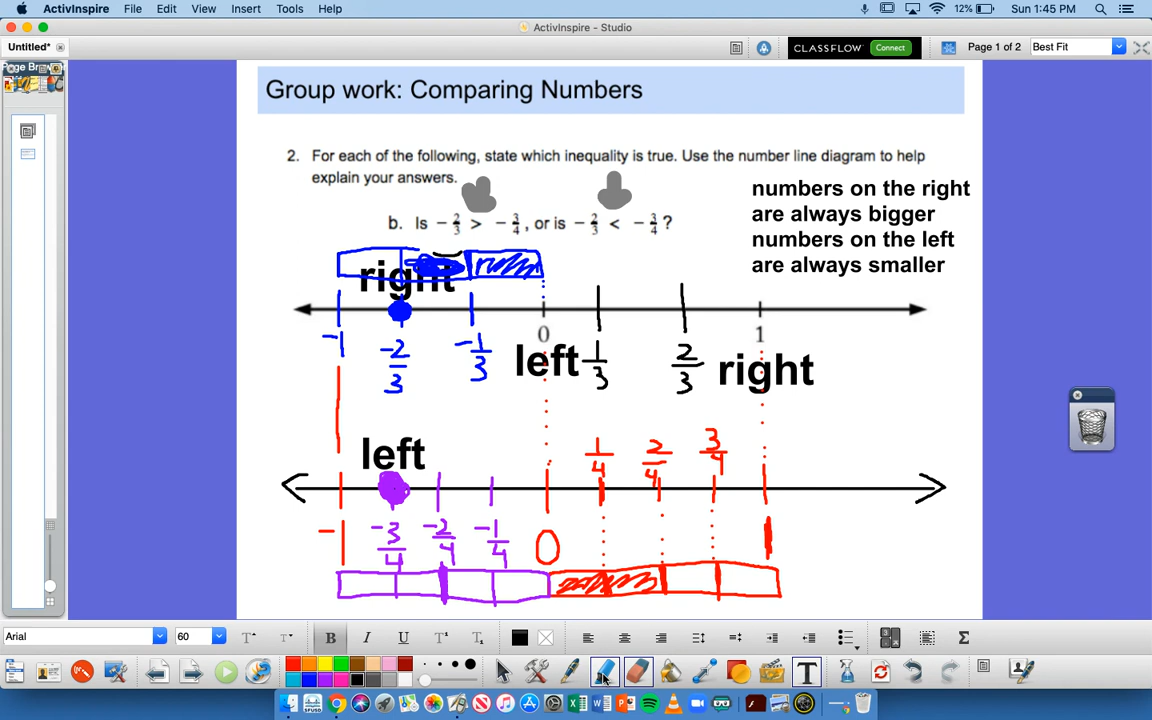 ActivInspire File Edit View Insert Tools Help 12% Sun 1:45 PM
ActivInspire - Studio
Untitled*
CLASSFLOW Connect
Page 1 of 2 Best Fit
ge Bro
Group work: Comparing Numbers
2. For each of the following, state which inequality is true. Use the number line diagram to help
explain your answers.
b. Is -2/3 > -3/4, or is -2/3 < -3/4?
numbers on the right
are always bigger
numbers on the left
are always smaller
right
-1 -2/3 -1/3 0 1/3 2/3 1
left right
left
1/4 2/4 3/4
-1 -3/4 -2/4 -1/4 0 1
Arial 60 B I U